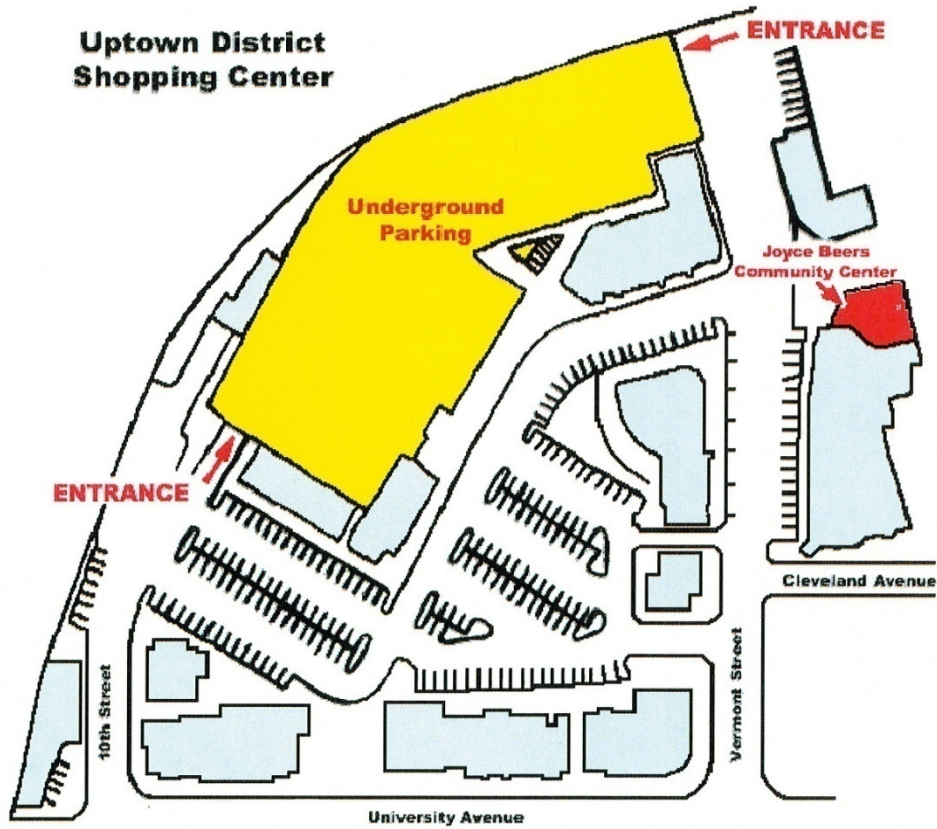 Uptown District
Shopping Center
ENTRANCE
Underground
Parking
Joyce Beers
Community Center
ENTRANCE
Cleveland Avenue
10th Street
Vermont Street
University Avenue